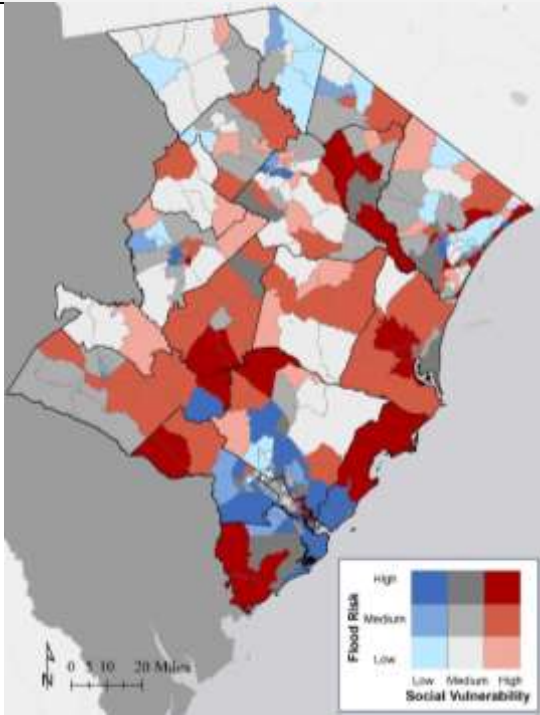 N
0 5 10 20 Miles
High
Medium
Low
Flood Risk
Low Medium High
Social Vulnerability